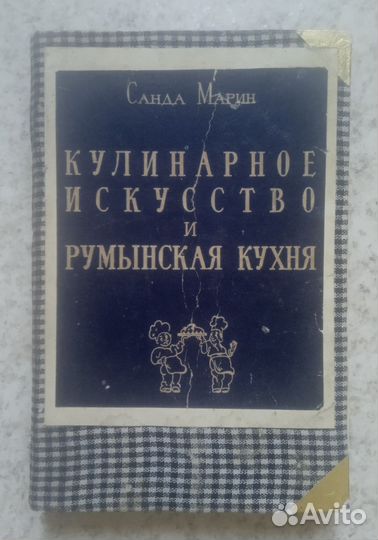 Санда Марин
КУЛИНАРНОЕ
ИСКУССТВО
И
РУМЫНСКАЯ КУХНЯ
Avito